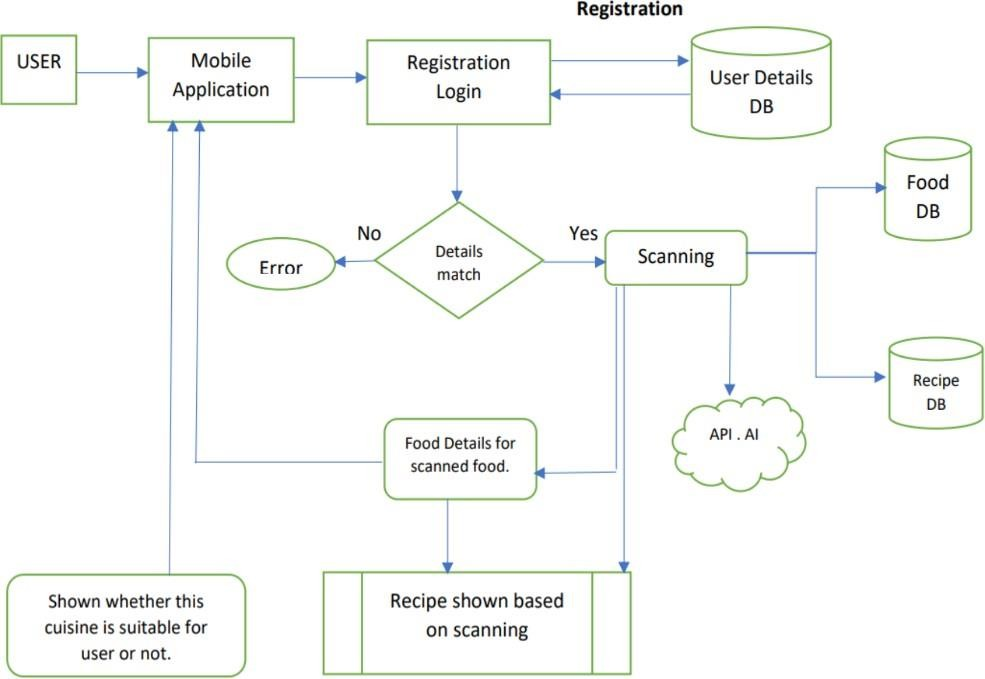 Registration
USER
Mobile
Application
Registration
Login
User Details
DB
Food
DB
No
Details
match
Yes
Scanning
Error
Recipe
DB
API . AI
Food Details for
scanned food.
Shown whether this
cuisine is suitable for
user or not.
Recipe shown based
on scanning